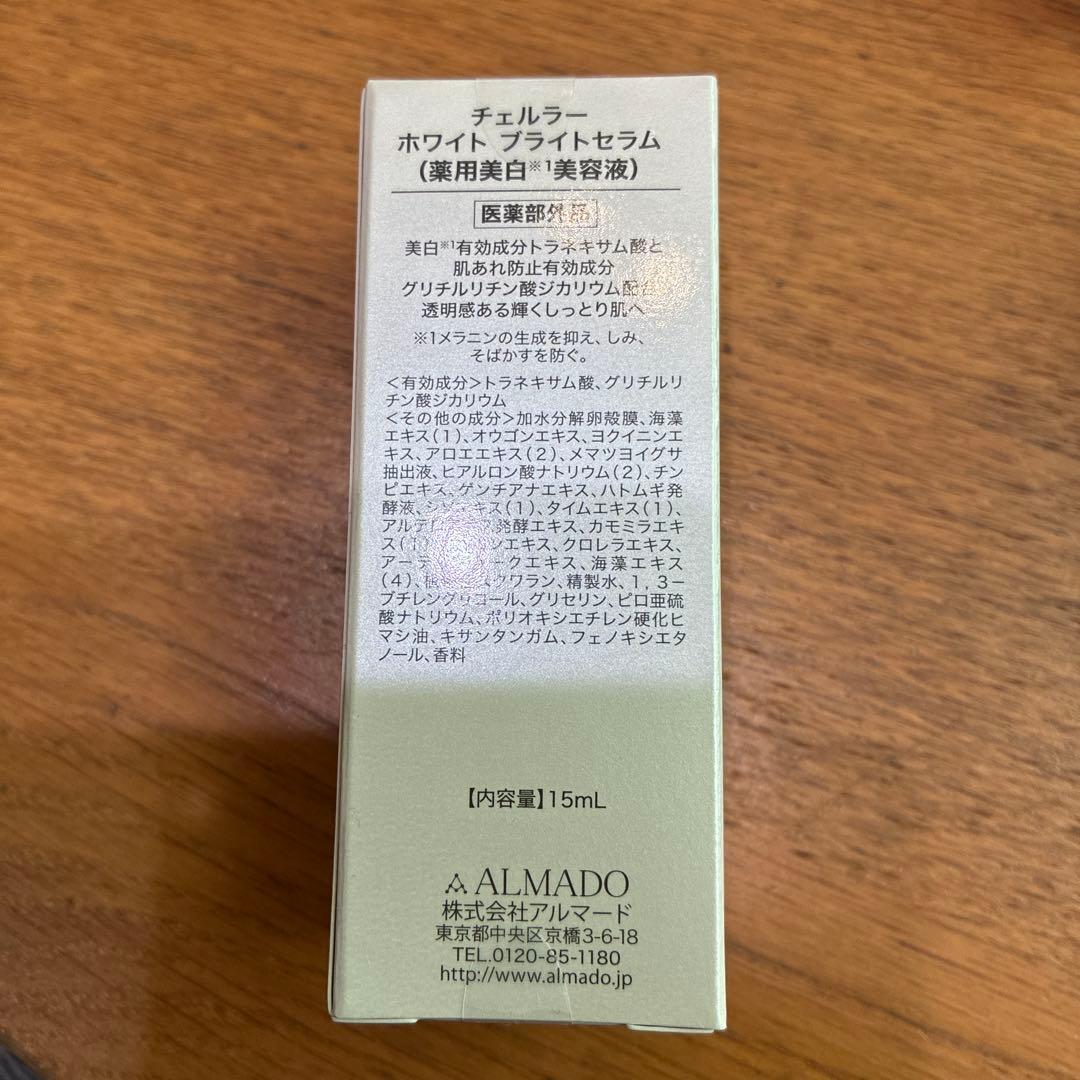 チェルラー
ホワイト ブライトセラム
(薬用美白※1美容液)
医薬部外品
美白※1有効成分トラネキサム酸と
肌あれ防止有効成分
グリチルリチン酸ジカリウム配合
透明感ある輝くしっとり肌へ
※1メラニンの生成を抑え、しみ、
そばかすを防ぐ。
<有効成分>トラネキサム酸、グリチルリ
チン酸ジカリウム
<その他の成分>加水分解卵殻膜、海藻
エキス(1)、オウゴンエキス、ヨクイニンエ
キス、アロエエキス(2)、メマツヨイグサ
抽出液、ヒアルロン酸ナトリウム(2)、チン
ピエキス、ゲンチアナエキス、ハトムギ発
酵液、シソエキス(1)、タイムエキス(1)、
発酵エキス、カモミラエキ
ス(1)、エキス、クロレラエキス、
エキス、海藻エキス
(4)、スクワラン、精製水、1,3−
ブチレングリコール、グリセリン、ピロ亜硫
酸ナトリウム、ポリオキシエチレン硬化ヒ
マシ油、キサンタンガム、フェノキシエタ
ノール、香料
【内容量】15mL
ALMADO
株式会社アルマード
東京都中央区京橋3-6-18
TEL.0120-85-1180
http://www.almado.jp